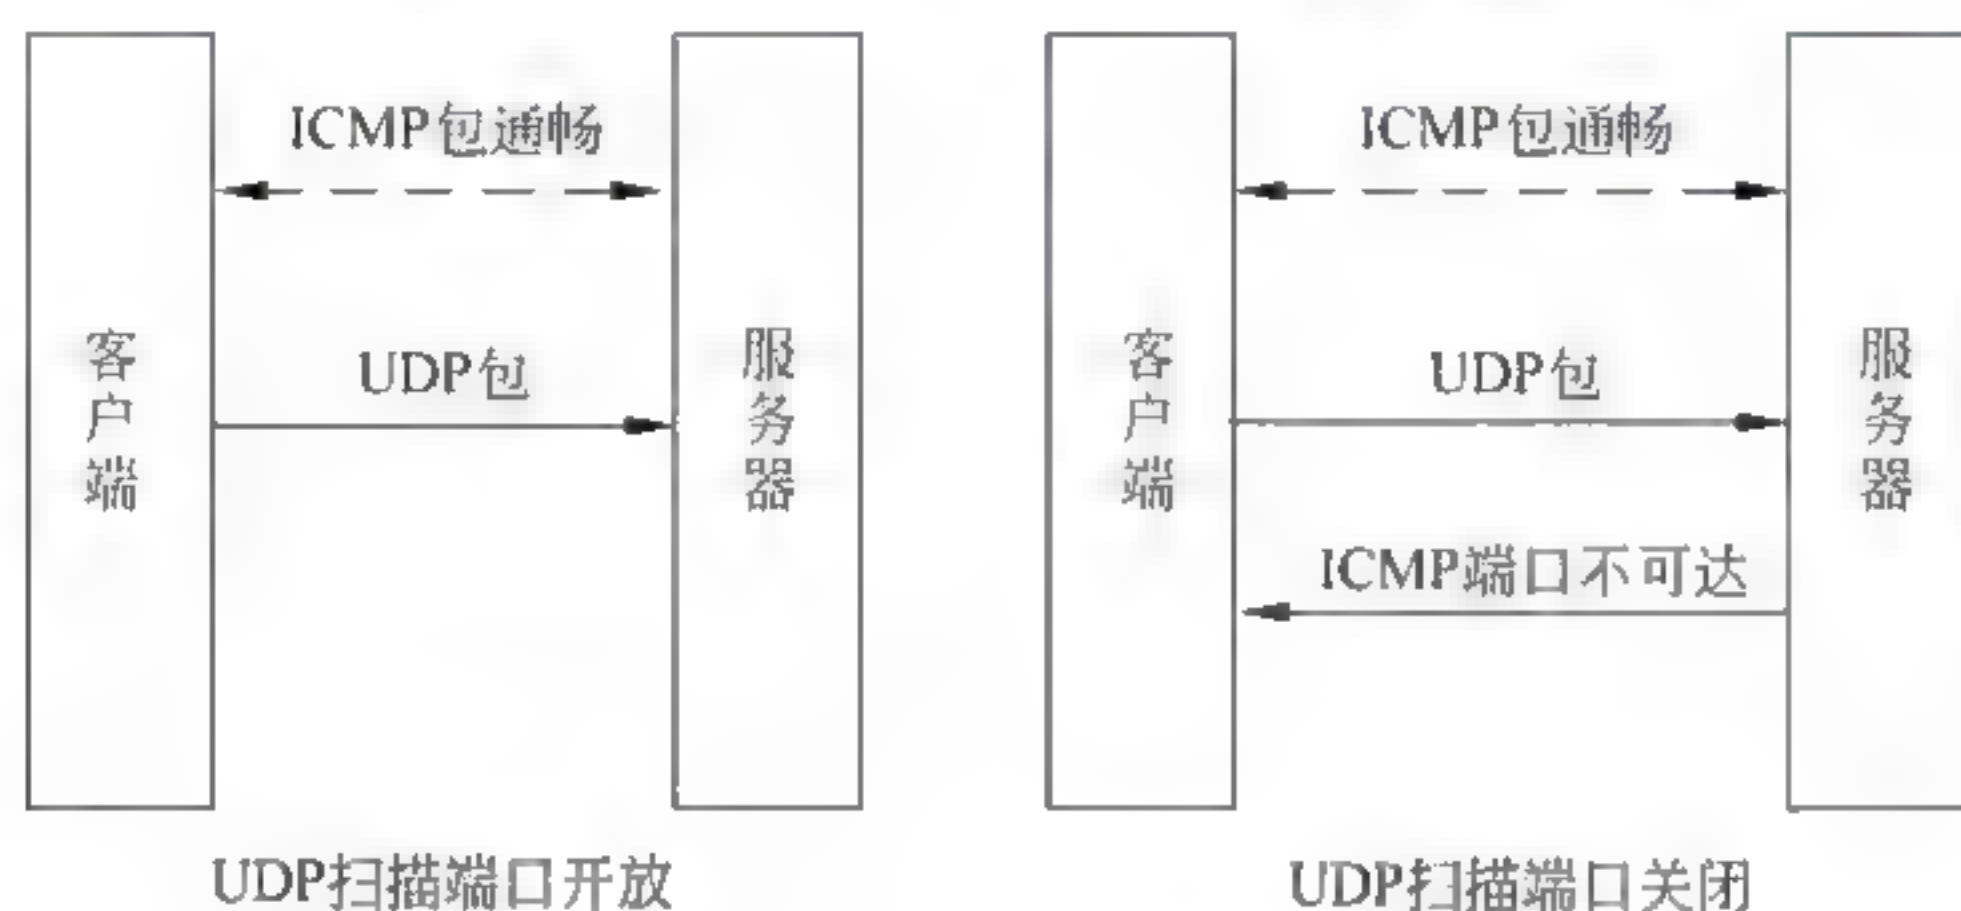 ICMP包通畅
UDP包
客户端
服务器
UDP扫描端口开放
ICMP包通畅
UDP包
ICMP端口不可达
客户端
服务器
UDP扫描端口关闭